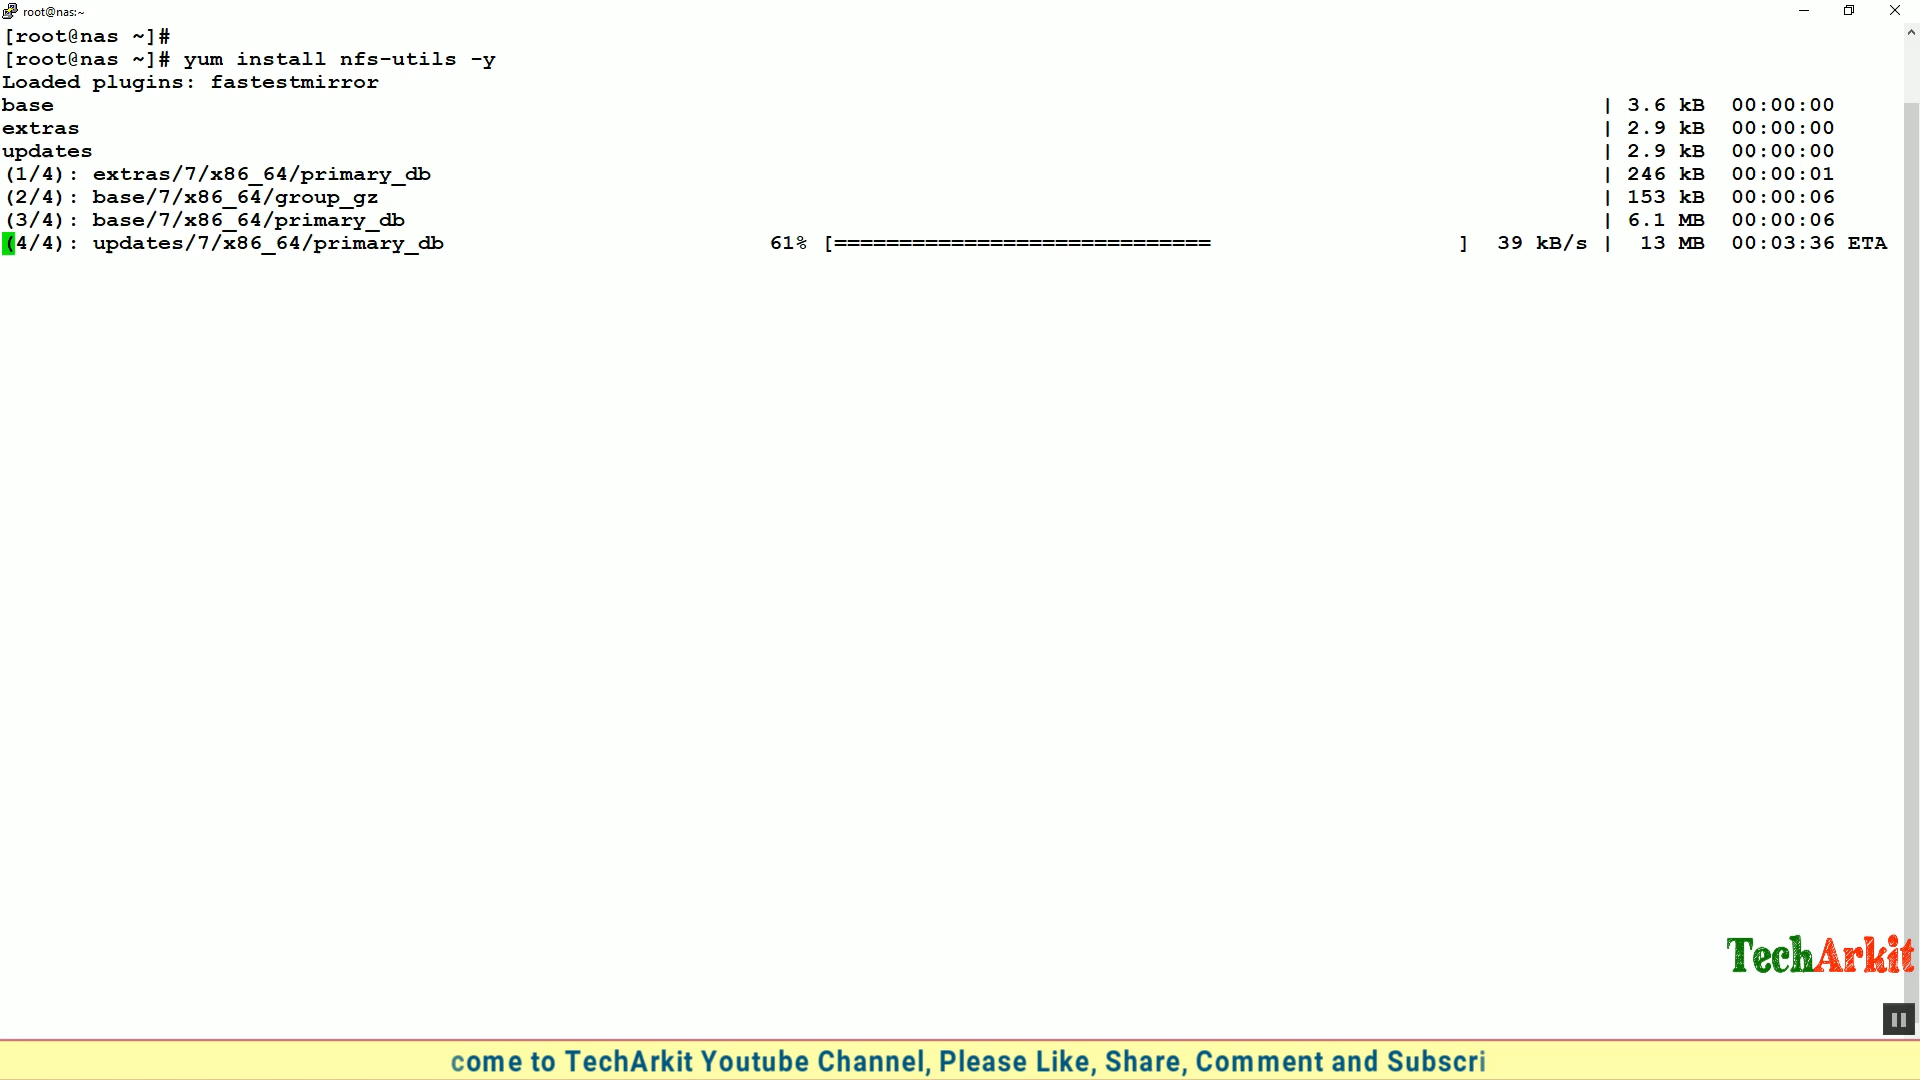 root@nas:~
[root@nas ~]#
[root@nas ~]# yum install nfs-utils -y
Loaded plugins: fastestmirror
base | 3.6 kB 00:00:00
extras | 2.9 kB 00:00:00
updates | 2.9 kB 00:00:00
(1/4): extras/7/x86_64/primary_db | 246 kB 00:00:01
(2/4): base/7/x86_64/group_gz | 153 kB 00:00:06
(3/4): base/7/x86_64/primary_db | 6.1 MB 00:00:06
(4/4): updates/7/x86_64/primary_db 61% [============================= ] 39 kB/s | 13 MB 00:03:36 ETA
TechArkit
come to TechArkit Youtube Channel, Please Like, Share, Comment and Subscri